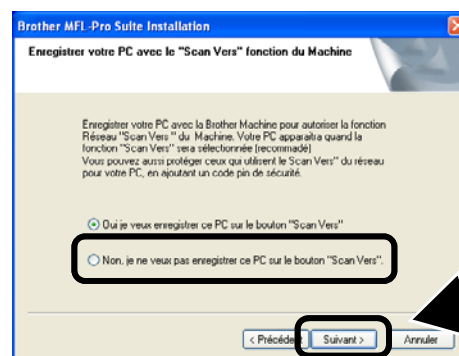 Brother MFL-Pro Suite Installation
Enregistrer votre PC avec le "Scan Vers" fonction du Machine
Enregistrer votre PC avec la Brother Machine pour autoriser la fonction
Réseau "Scan Vers " du Machine. Votre PC apparaitra quand la
fonction "Scan Vers" sera sélectionnée (recommadé)
Vous pouvez aussi protéger ceux qui utilisent le Scan Vers" du réseau
pour votre PC, en ajoutant un code pin de sécurité.
Oui je veux enregistrer ce PC sur le bouton "Scan Vers"
Non, je ne veux pas enregistrer ce PC sur le bouton "Scan Vers".
< Précédent Suivant > Annuler